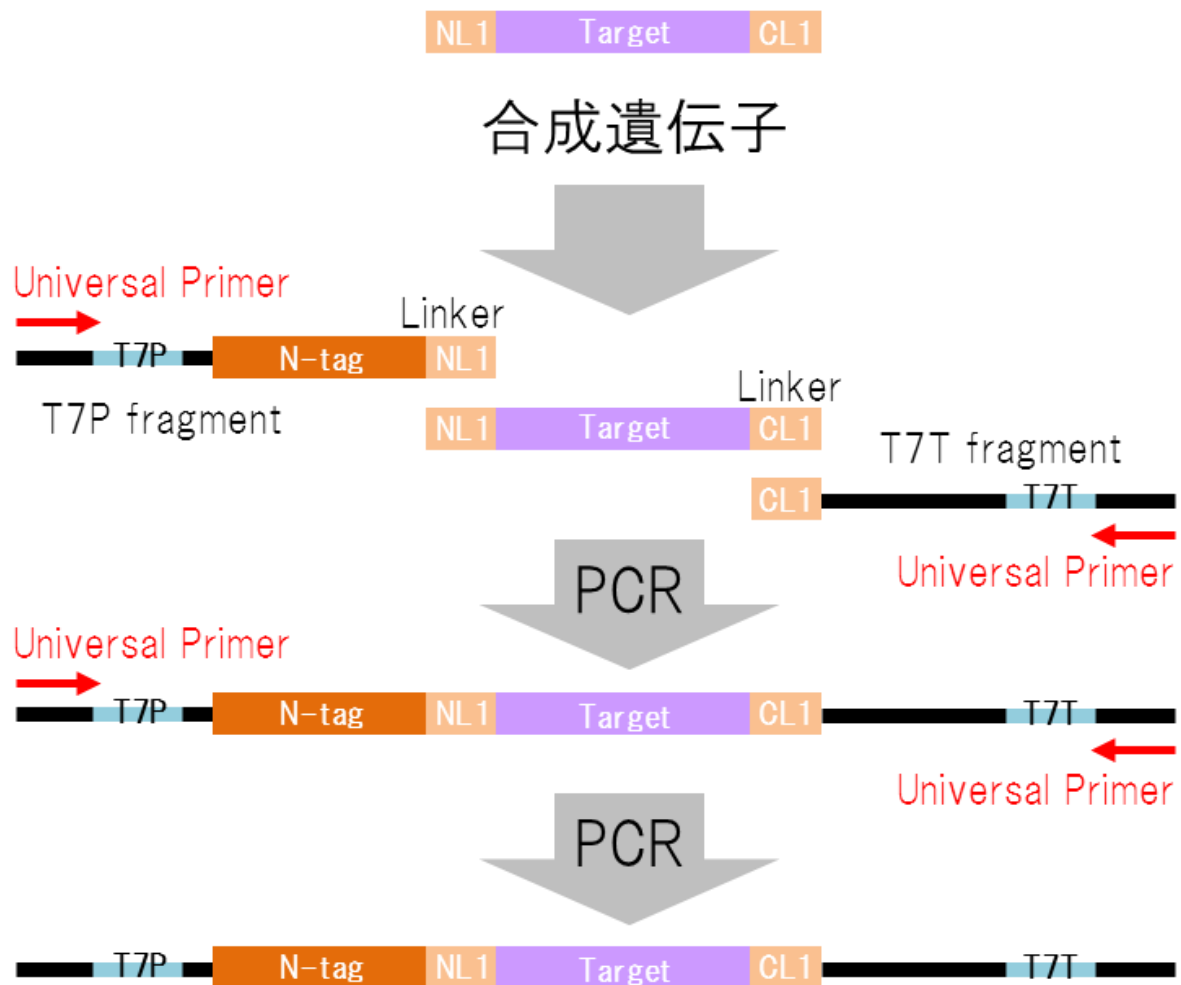 NL1 Target CL1
合成遺伝子
Universal Primer
Linker
T7P N-tag NL1
Linker
T7P fragment
NL1 Target CL1
T7T fragment
CL1 T7T
Universal Primer
PCR
Universal Primer
T7P N-tag NL1 Target CL1 T7T
Universal Primer
PCR
T7P N-tag NL1 Target CL1 T7T